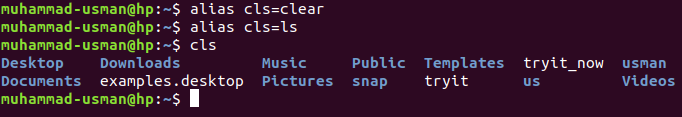 muhammad-usman@hp:~$ alias cls=clear
muhammad-usman@hp:~$ alias cls=ls
muhammad-usman@hp:~$ cls
Desktop    Downloads         Music     Public  Templates  tryit_now  usman
Documents  examples.desktop  Pictures  snap    tryit      us         Videos
muhammad-usman@hp:~$